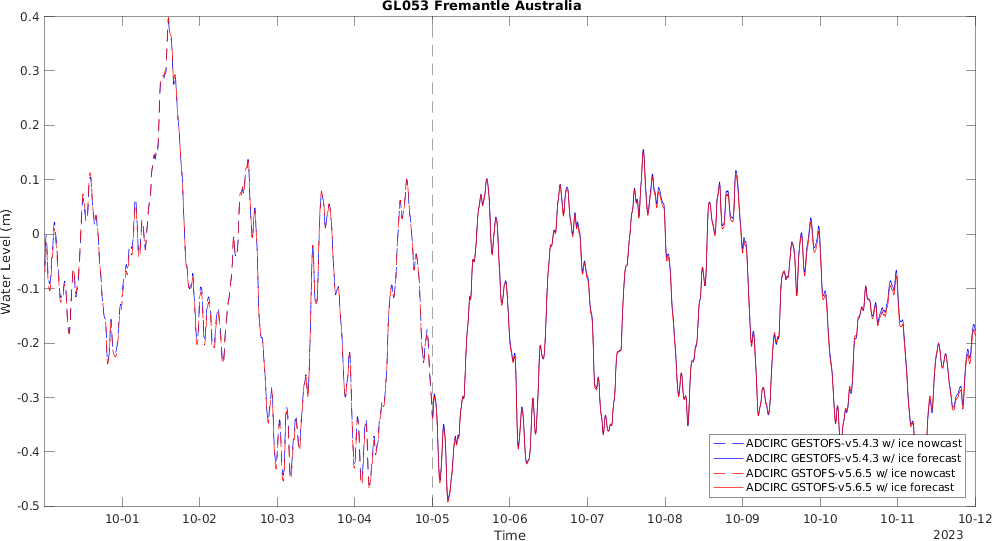 GL053 Fremantle Australia
Water Level (m)
0.4
0.3
0.2
0.1
0
-0.1
-0.2
-0.3
-0.4
-0.5
ADCIRC GESTOFS-v5.4.3 w/ ice nowcast
ADCIRC GESTOFS-v5.4.3 w/ ice forecast
ADCIRC GSTOFS-v5.6.5 w/ ice nowcast
ADCIRC GSTOFS-v5.6.5 w/ ice forecast
10-01 10-02 10-03 10-04 10-05 10-06 10-07 10-08 10-09 10-10 10-11 10-12
Time
2023